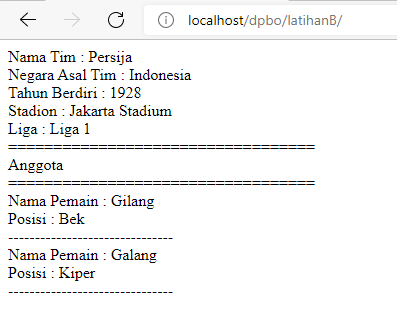 localhost/dpbo/latihanB/
Nama Tim : Persija
Negara Asal Tim : Indonesia
Tahun Berdiri : 1928
Stadion : Jakarta Stadium
Liga : Liga 1
==================================
Anggota
==================================
Nama Pemain : Gilang
Posisi : Bek
-------------------------------
Nama Pemain : Galang
Posisi : Kiper
-------------------------------